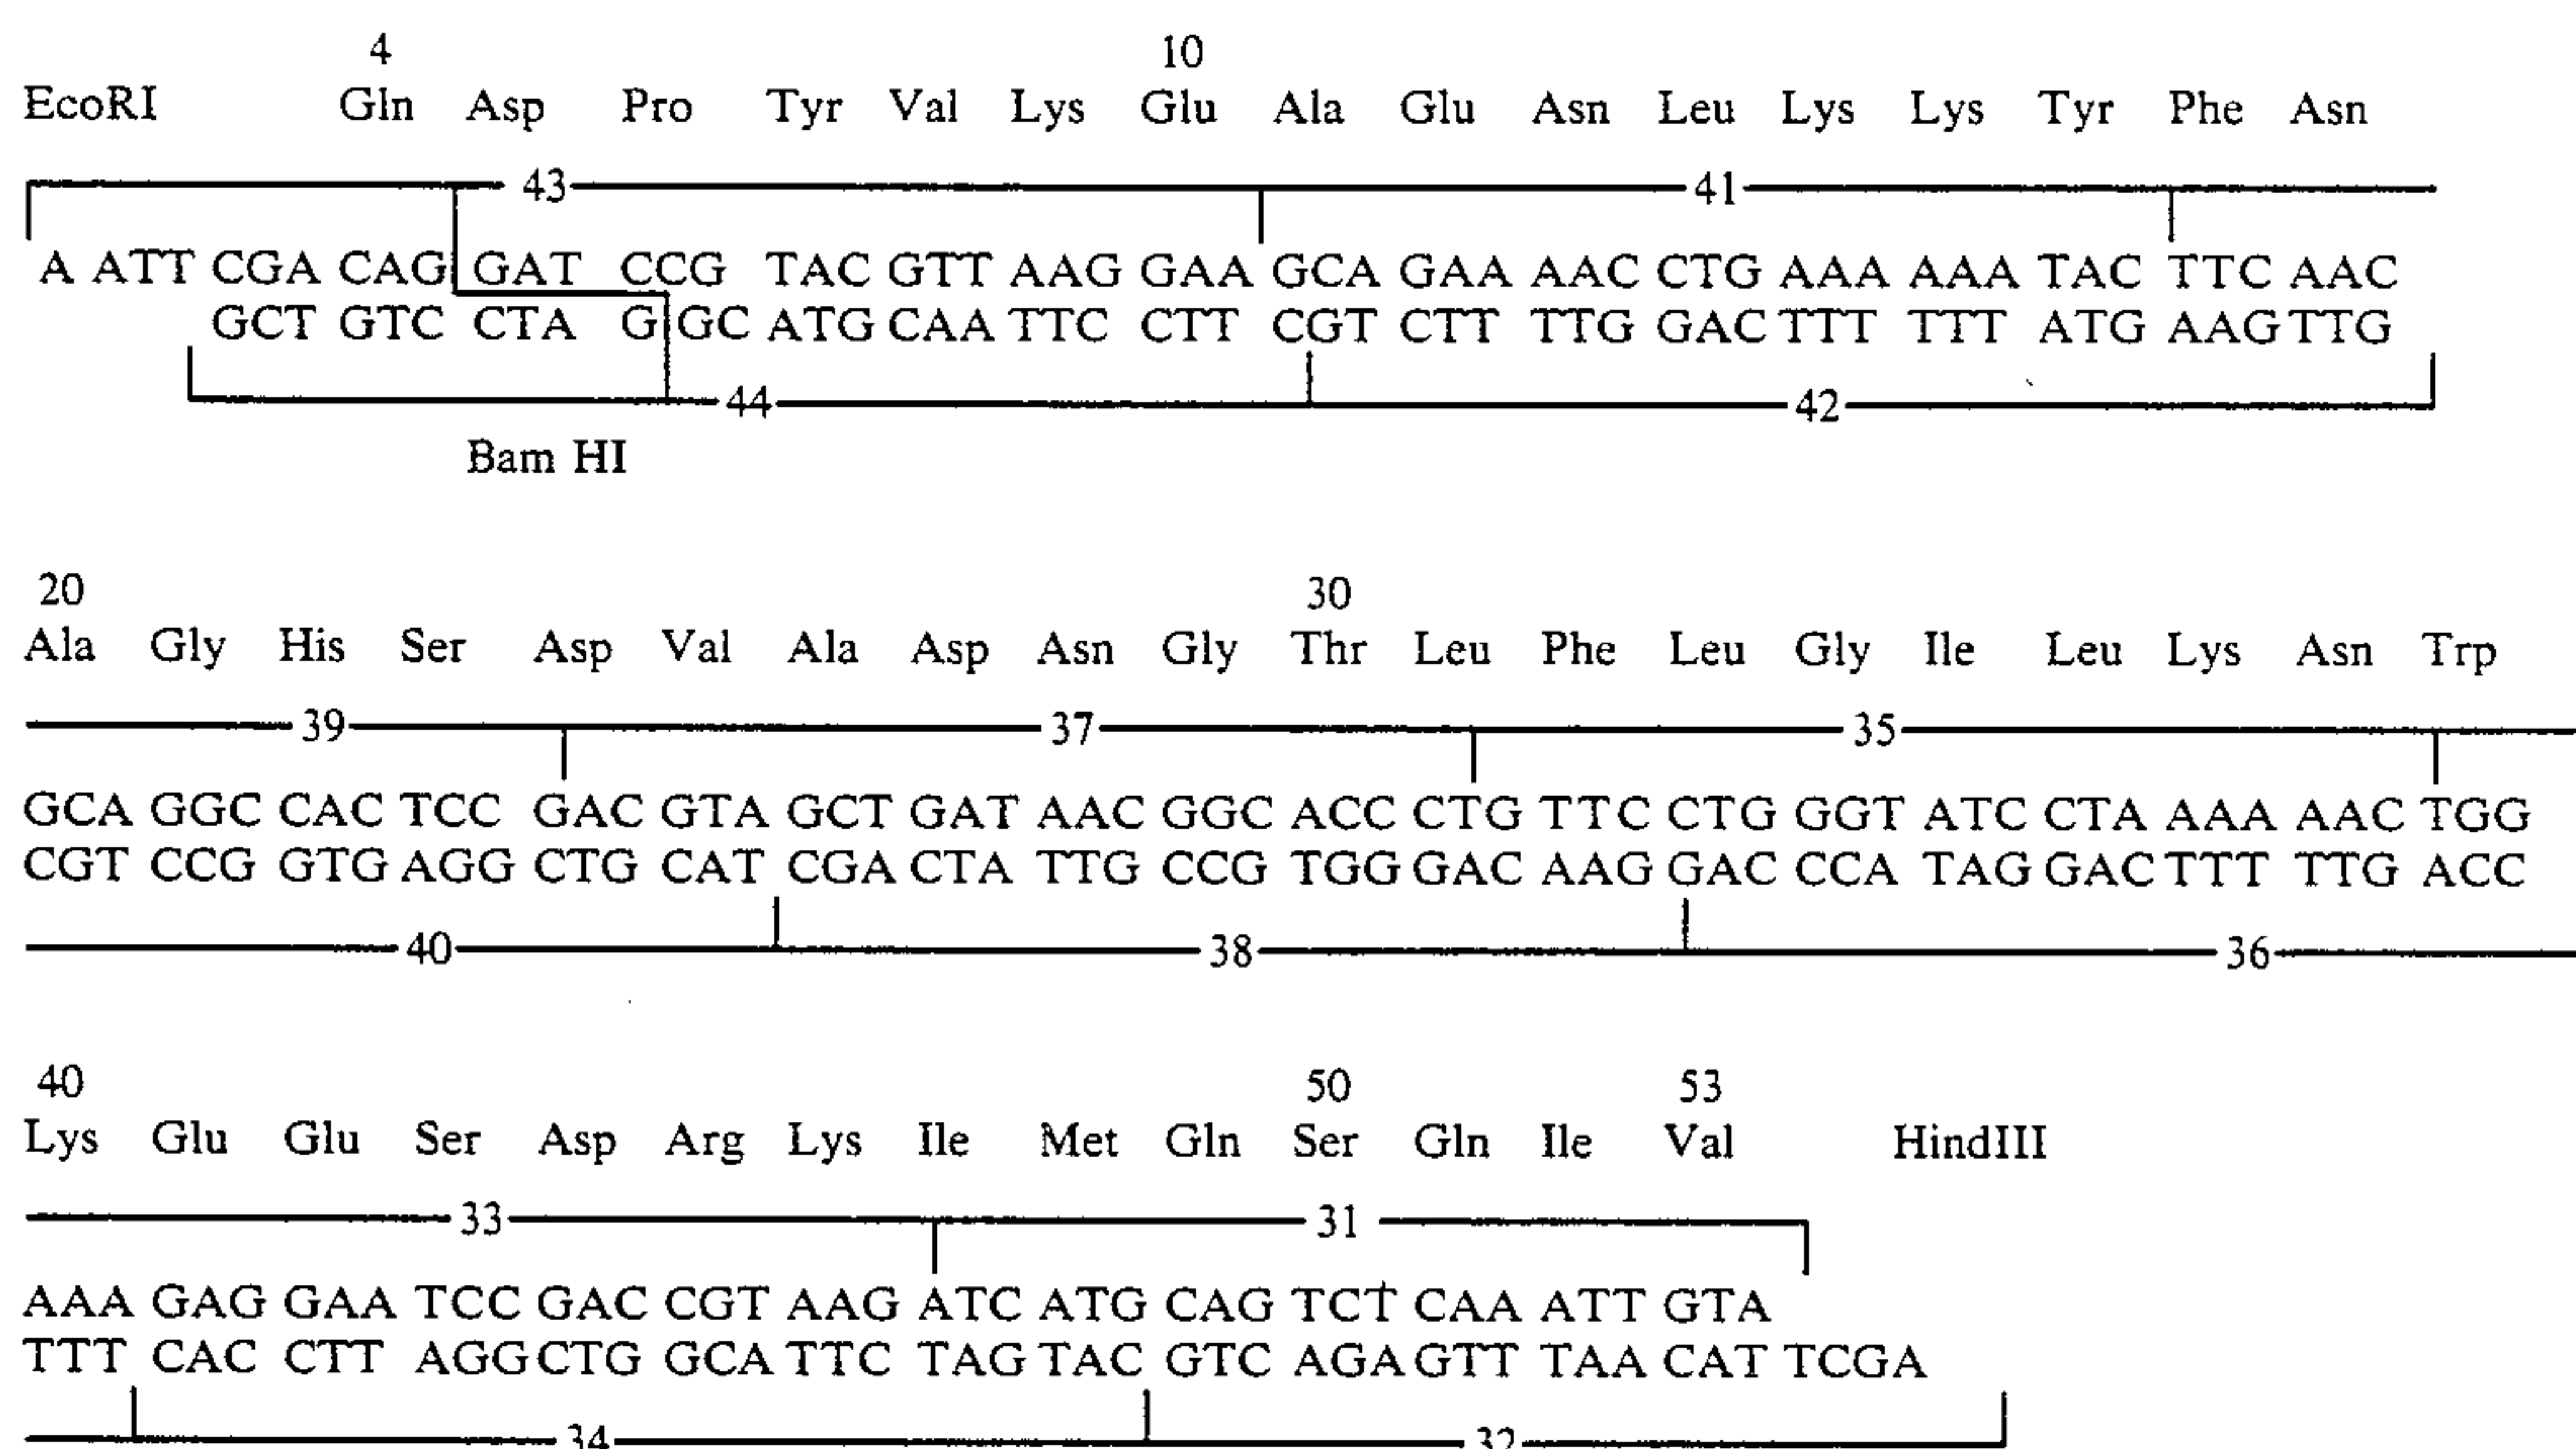 4 10
EcoRI Gln Asp Pro Tyr Val Lys Glu Ala Glu Asn Leu Lys Lys Tyr Phe Asn
43 41
A ATT CGA CAG GAT CCG TAC GTT AAG GAA GCA GAA AAC CTG AAA AAA TAC TTC AAC
GCT GTC CTA G GC ATG CAA TTC CTT CGT CTT TTG GAC TTT TTT ATG AAG TTG
44 42
Bam HI
20 30
Ala Gly His Ser Asp Val Ala Asp Asn Gly Thr Leu Phe Leu Gly Ile Leu Lys Asn Trp
39 37 35
GCA GGC CAC TCC GAC GTA GCT GAT AAC GGC ACC CTG TTC CTG GGT ATC CTA AAA AAC TGG
CGT CCG GTG AGG CTG CAT CGA CTA TTG CCG TGG GAC AAG GAC CCA TAG GAC TTT TTG ACC
40 38 36
40 50 53
Lys Glu Glu Ser Asp Arg Lys Ile Met Gln Ser Gln Ile Val HindIII
33 31
AAA GAG GAA TCC GAC CGT AAG ATC ATG CAG TCT CAA ATT GTA
TTT CAC CTT AGG CTG GCA TTC TAG TAC GTC AGA GTT TAA CAT TCGA
34 32